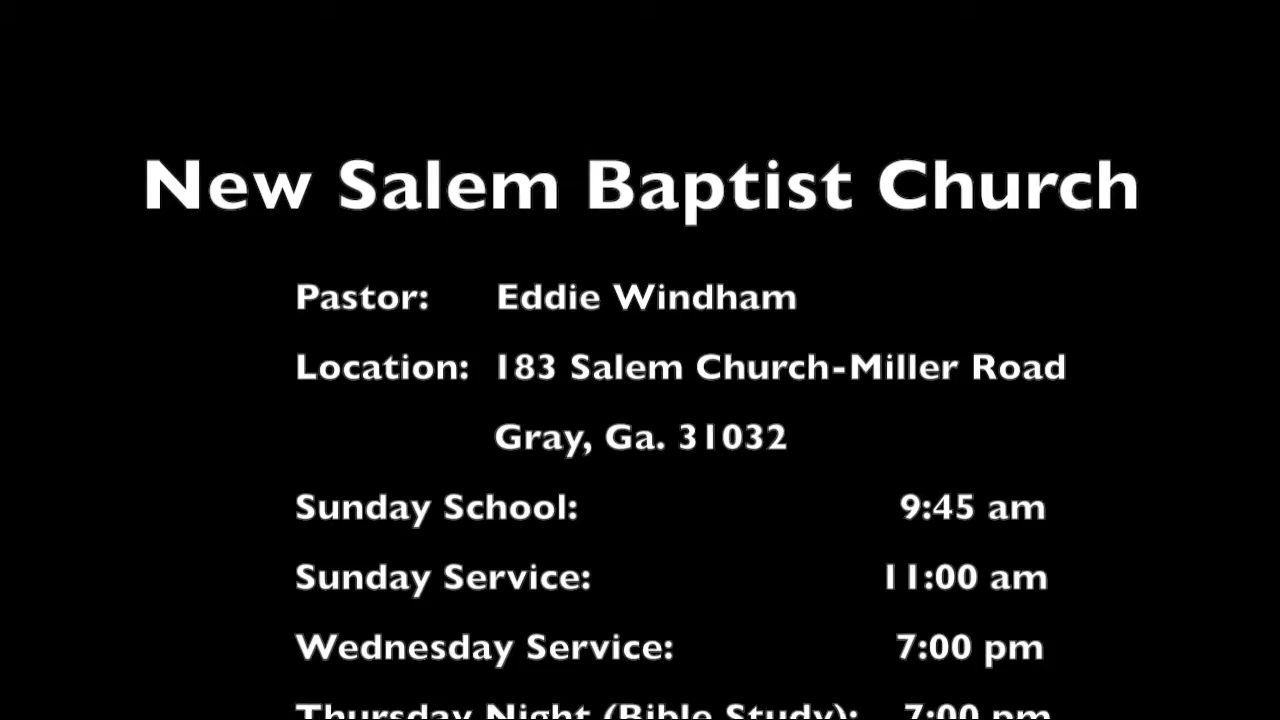 New Salem Baptist Church
Pastor: Eddie Windham
Location: 183 Salem Church-Miller Road
Gray, Ga. 31032
Sunday School: 9:45 am
Sunday Service: 11:00 am
Wednesday Service: 7:00 pm
Thursday Night (Bible Study): 7:00 pm